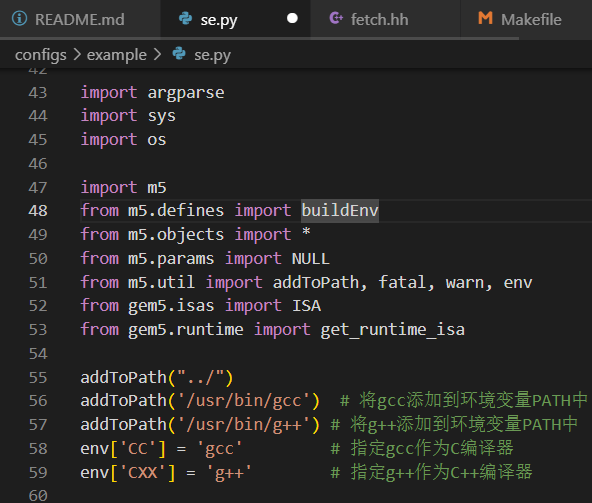 README.md se.py fetch.hh Makefile
configs > example > se.py
42
43 import argparse
44 import sys
45 import os
46
47 import m5
48 from m5.defines import buildEnv
49 from m5.objects import *
50 from m5.params import NULL
51 from m5.util import addToPath, fatal, warn, env
52 from gem5.isas import ISA
53 from gem5.runtime import get_runtime_isa
54
55 addToPath("../")
56 addToPath('/usr/bin/gcc')  # 将gcc添加到环境变量PATH中
57 addToPath('/usr/bin/g++') # 将g++添加到环境变量PATH中
58 env['CC'] = 'gcc'         # 指定gcc作为C编译器
59 env['CXX'] = 'g++'        # 指定g++作为C++编译器
60